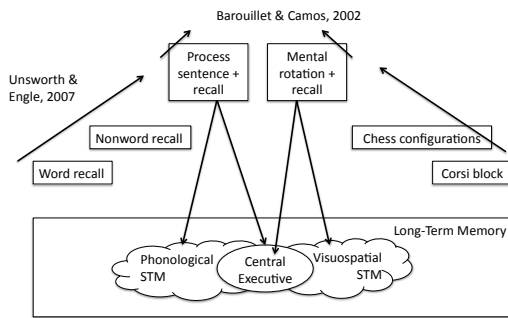 Barouillet & Camos, 2002
Process
sentence +
recall
Mental
rotation +
recall
Unsworth &
Engle, 2007
Nonword recall
Chess configurations
Word recall
Corsi block
Long-Term Memory
Phonological
STM
Central
Executive
Visuospatial
STM